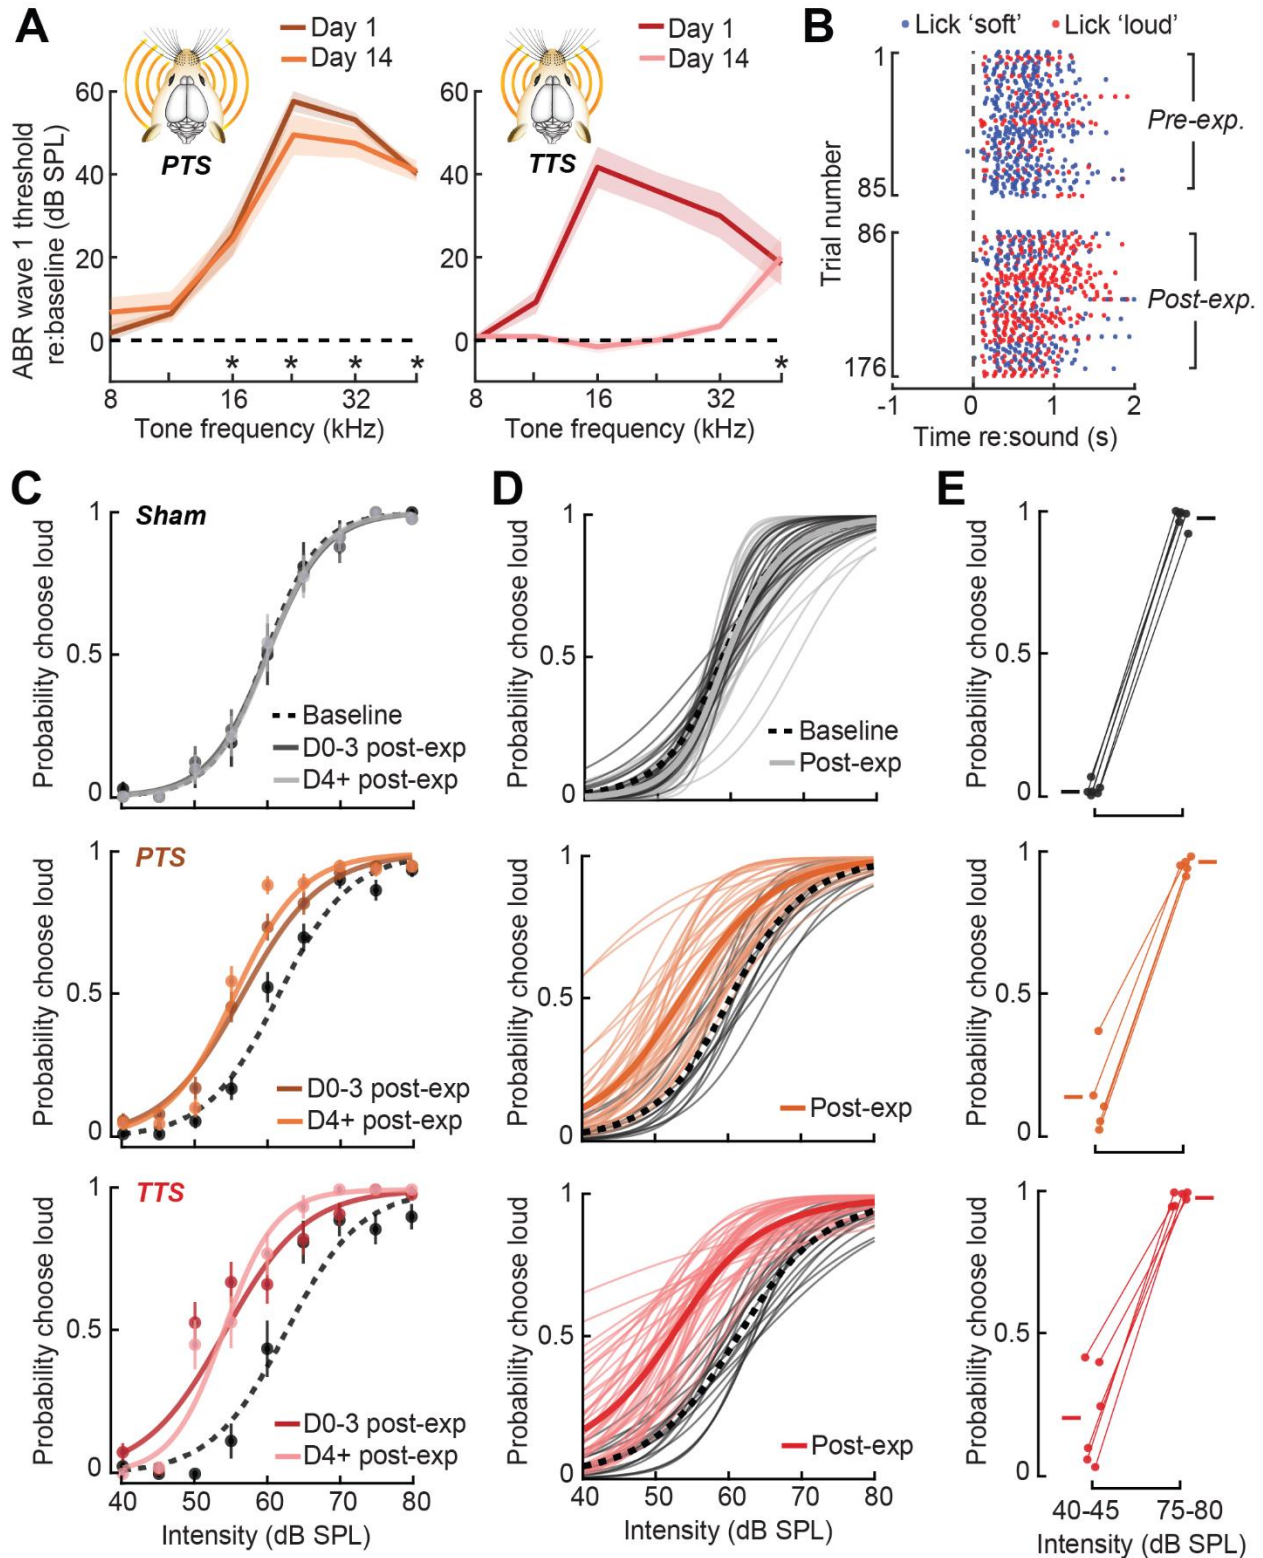 A
Day 1
Day 14
PTS
60
40
20
0
ABR wave 1 threshold
re:baseline (dB SPL)
* * * *
8 16 32
Tone frequency (kHz)
Day 1
Day 14
TTS
60
40
20
0
*
8 16 32
Tone frequency (kHz)
B
Lick ‘soft’ Lick ‘loud’
1
Pre-exp.
85
86
Post-exp.
176
Trial number
-1 0 1 2
Time re:sound (s)
C
Sham
1
0.5
0
Probability choose loud
Baseline
D0-3 post-exp
D4+ post-exp
PTS
1
0.5
0
Probability choose loud
D0-3 post-exp
D4+ post-exp
TTS
1
0.5
0
Probability choose loud
D0-3 post-exp
D4+ post-exp
40 50 60 70 80
Intensity (dB SPL)
D
1
0.5
0
Probability choose loud
Baseline
Post-exp
1
0.5
0
Probability choose loud
Post-exp
1
0.5
0
Probability choose loud
Post-exp
40 50 60 70 80
Intensity (dB SPL)
E
1
0.5
0
Probability choose loud
1
0.5
0
Probability choose loud
1
0.5
0
Probability choose loud
40-45 75-80
Intensity (dB SPL)